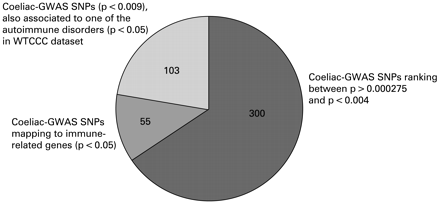 Coeliac-GWAS SNPs (p < 0.009),
also associated to one of the
autoimmune disorders (p < 0.05)
in WTCCC dataset
103
Coeliac-GWAS SNPs ranking
between p > 0.000275
and p < 0.004
300
Coeliac-GWAS SNPs
mapping to immune-
related genes (p < 0.05)
55